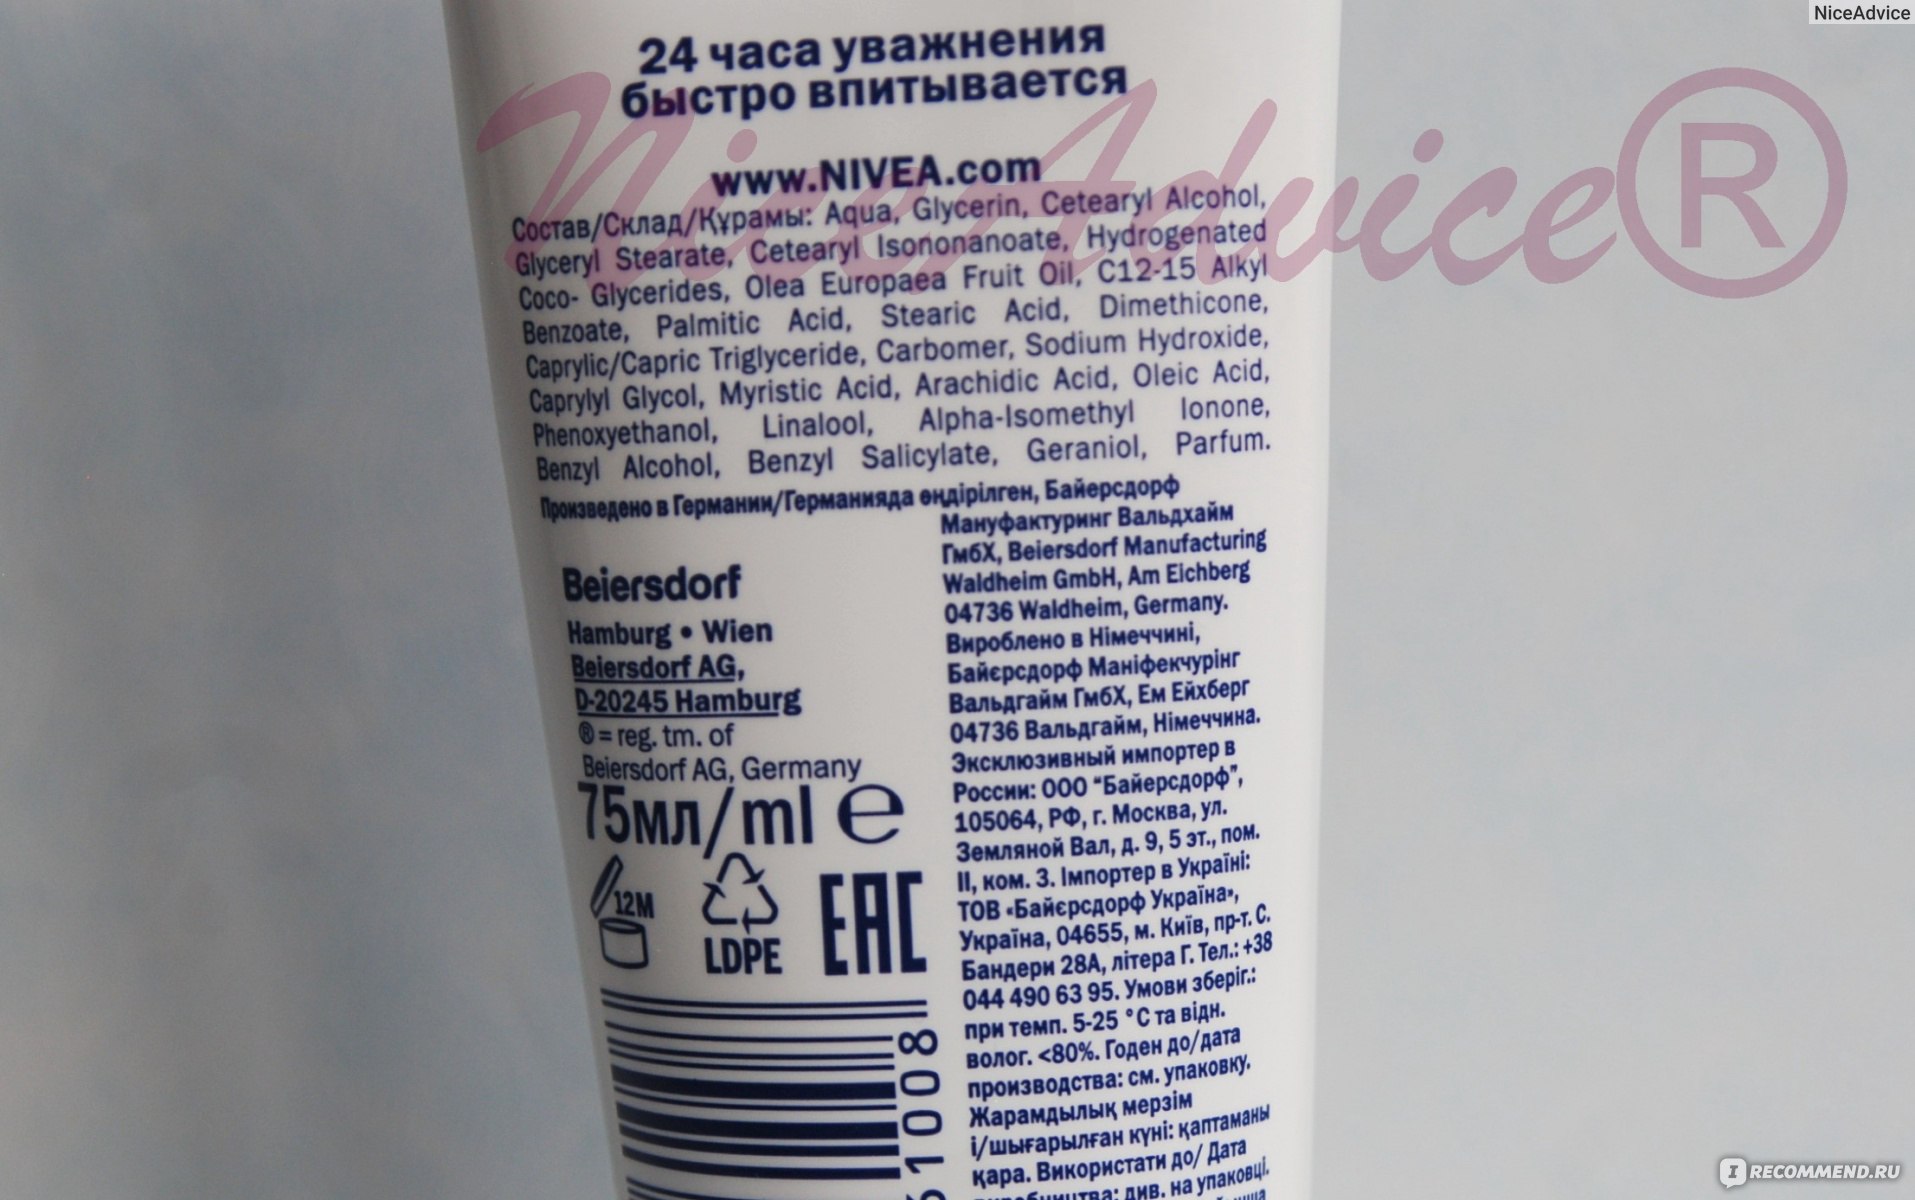 NiceAdvice
24 часа уважнения
быстро впитывается
www.NIVEA.com
NiceAdvice®
Состав/Склад/Құрамы: Aqua, Glycerin, Cetearyl Alcohol,
Glyceryl Stearate, Cetearyl Isononanoate, Hydrogenated
Coco- Glycerides, Olea Europaea Fruit Oil, C12-15 Alkyl
Benzoate, Palmitic Acid, Stearic Acid, Dimethicone,
Caprylic/Capric Triglyceride, Carbomer, Sodium Hydroxide,
Caprylyl Glycol, Myristic Acid, Arachidic Acid, Oleic Acid,
Phenoxyethanol, Linalool, Alpha-Isomethyl Ionone,
Benzyl Alcohol, Benzyl Salicylate, Geraniol, Parfum.
Произведено в Германии/Германияда өндірілген, Байерсдорф
Мануфактуринг Вальдхайм
ГмбХ, Beiersdorf Manufacturing
Waldheim GmbH, Am Eichberg
04736 Waldheim, Germany.
Вироблено в Німеччині,
Байєрсдорф Маніфекчурінг
Вальдгайм ГмбХ, Ем Ейхберг
04736 Вальдгайм, Німеччина.
Эксклюзивный импортер в
России: ООО "Байерсдорф",
105064, РФ, г. Москва, ул.
Земляной Вал, д. 9, 5 эт., пом.
II, ком. 3. Імпортер в Україні:
ТОВ «Байєрсдорф Україна»,
Україна, 04655, м. Київ, пр-т. С.
Бандери 28А, літера Г. Тел.: +38
044 490 63 95. Умови зберіг.:
при темп. 5-25 °C та відн.
волог. <80%. Годен до/дата
производства: см. упаковку.
Жарамдылық мерзім
і/шығарылған күні: қаптаманы
қара. Використати до/ Дата
виробництва: див. на упаковці.
Beiersdorf
Hamburg • Wien
Beiersdorf AG,
D-20245 Hamburg
® = reg. tm. of
Beiersdorf AG, Germany
75мл/ml e
12M
LDPE
EAC
1008
IRECOMMEND.RU